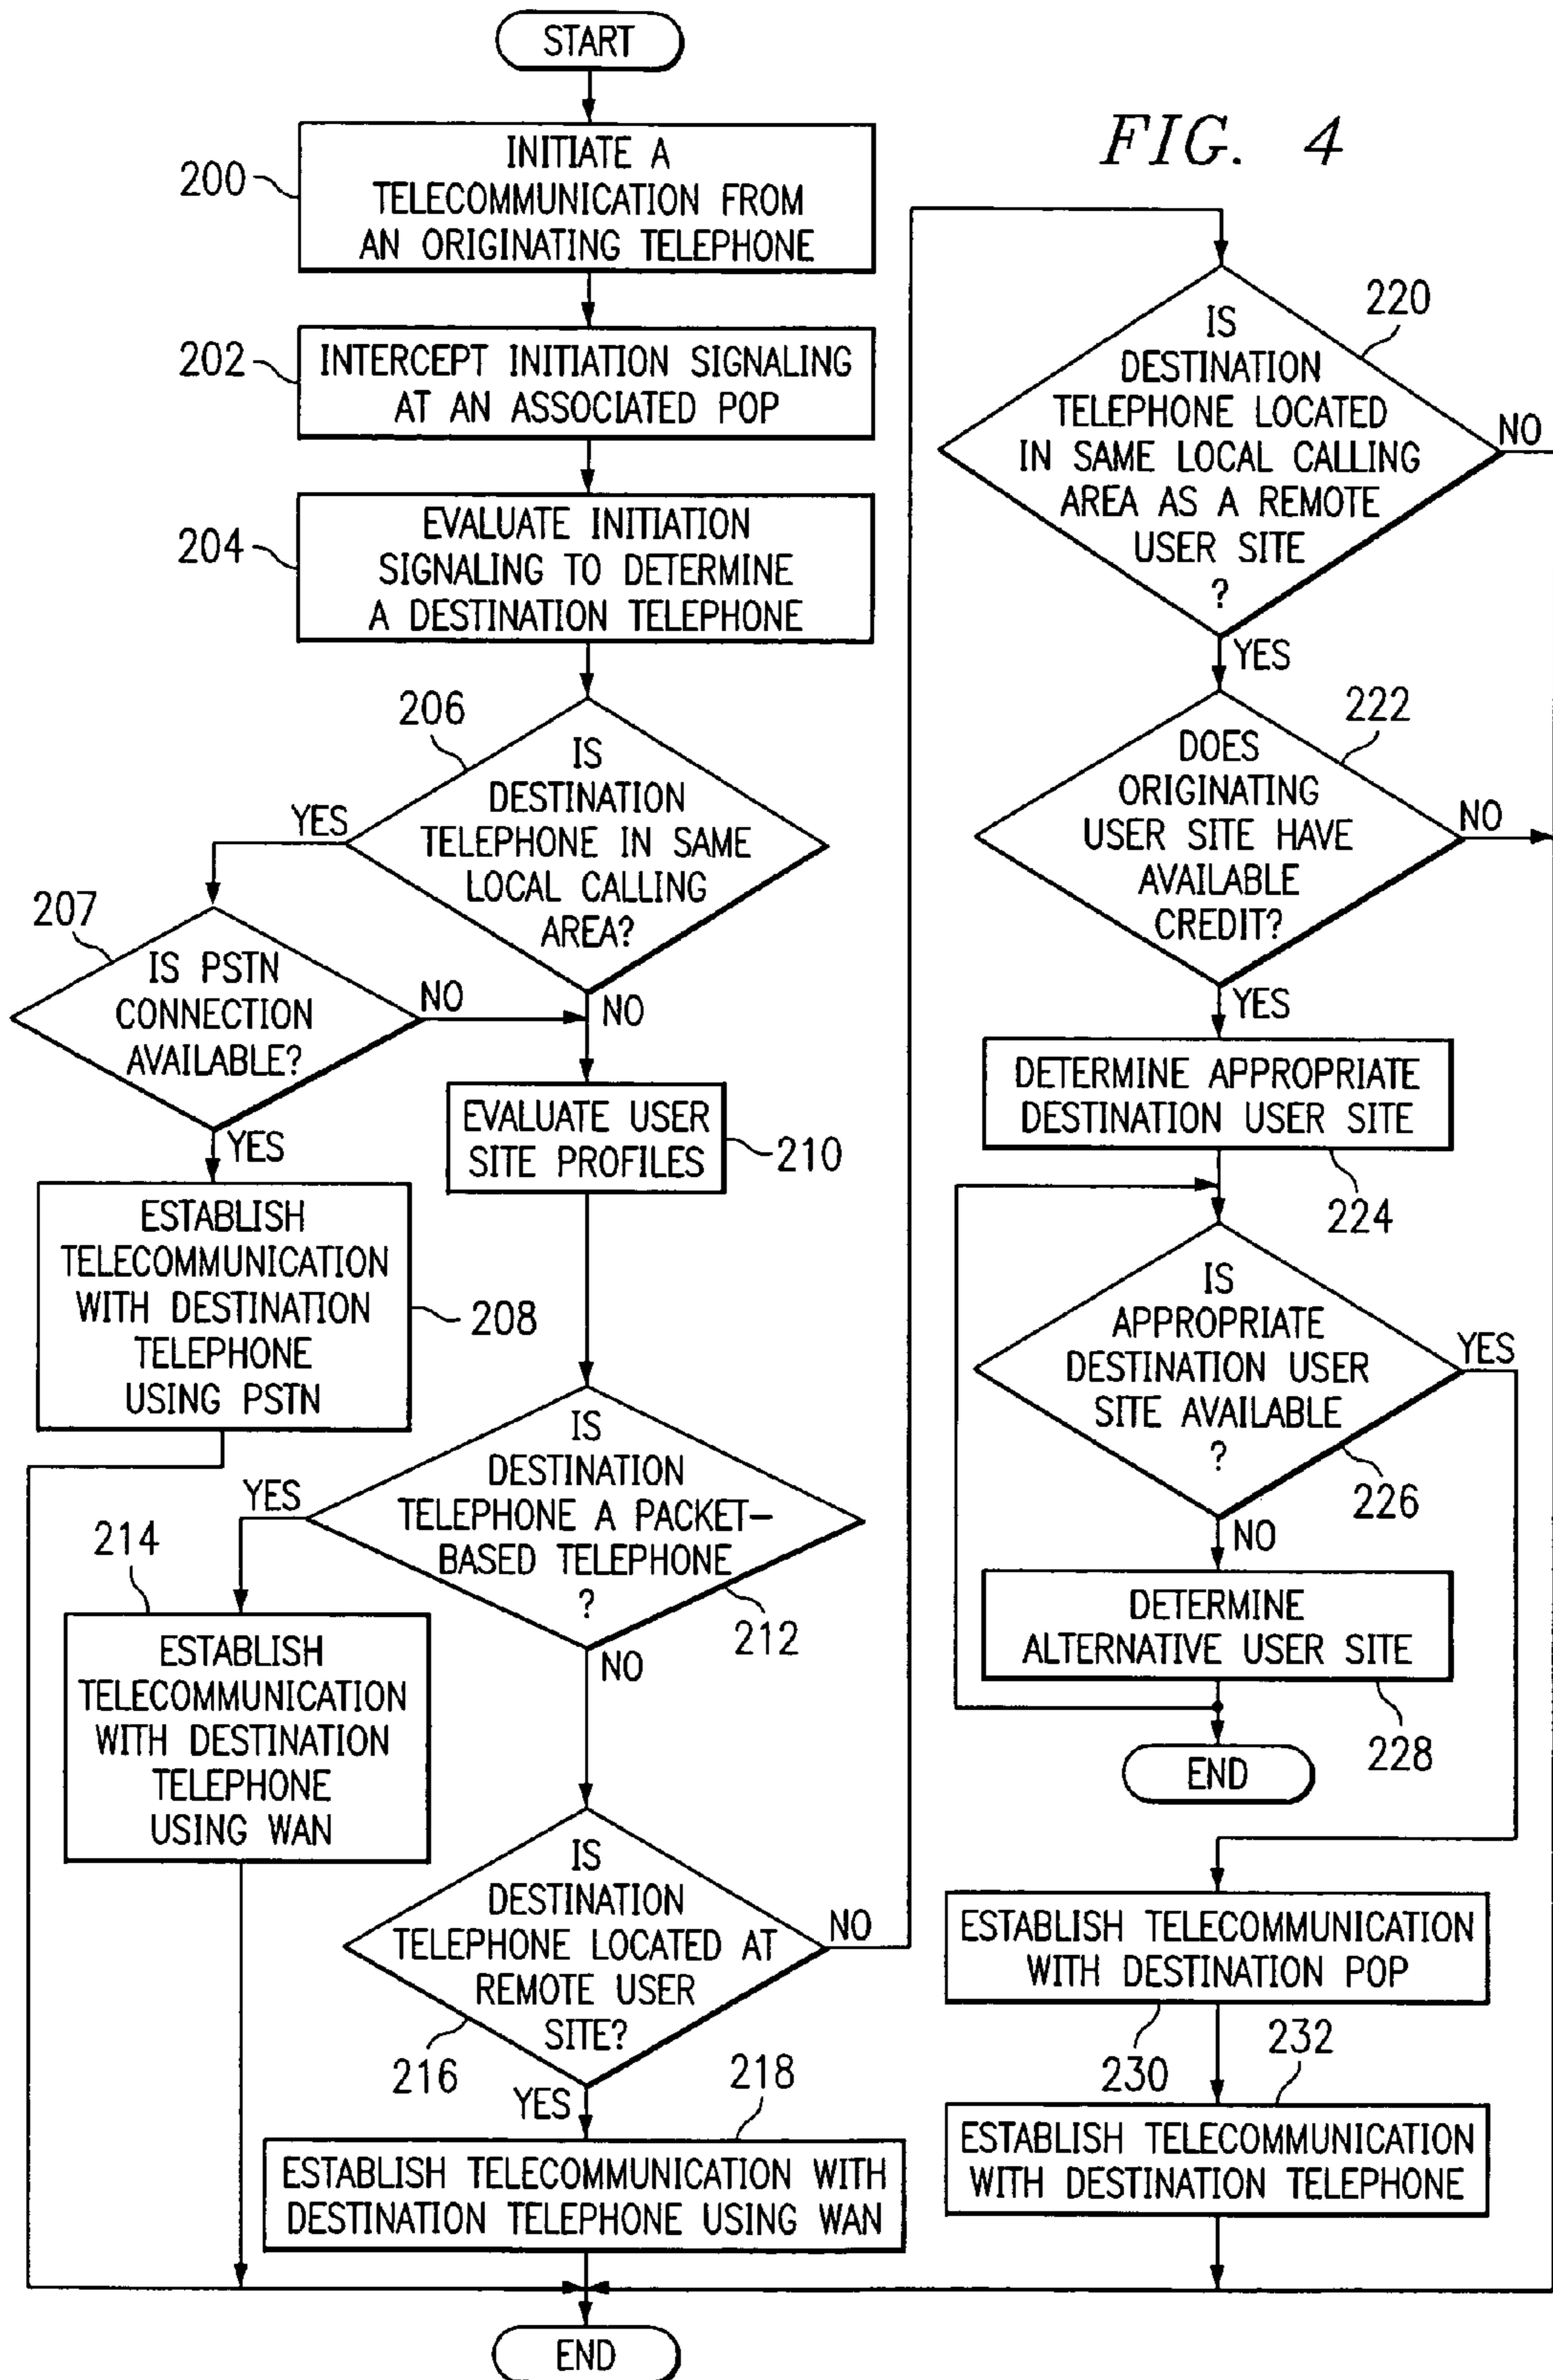 FIG. 4
START
200
INITIATE A
TELECOMMUNICATION FROM
AN ORIGINATING TELEPHONE
202
INTERCEPT INITIATION SIGNALING
AT AN ASSOCIATED POP
204
EVALUATE INITIATION
SIGNALING TO DETERMINE
A DESTINATION TELEPHONE
206
IS
DESTINATION
TELEPHONE IN SAME
LOCAL CALLING
AREA?
YES
NO
207
IS PSTN
CONNECTION
AVAILABLE?
NO
YES
ESTABLISH
TELECOMMUNICATION
WITH DESTINATION
TELEPHONE
USING PSTN
208
EVALUATE USER
SITE PROFILES
210
IS
DESTINATION
TELEPHONE A PACKET-
BASED TELEPHONE
?
212
YES
NO
214
ESTABLISH
TELECOMMUNICATION
WITH DESTINATION
TELEPHONE
USING WAN
IS
DESTINATION
TELEPHONE LOCATED AT
REMOTE USER
SITE?
216
NO
YES
218
ESTABLISH TELECOMMUNICATION WITH
DESTINATION TELEPHONE USING WAN
END
220
IS
DESTINATION
TELEPHONE LOCATED
IN SAME LOCAL CALLING
AREA AS A REMOTE
USER SITE
?
NO
YES
222
DOES
ORIGINATING
USER SITE HAVE
AVAILABLE
CREDIT?
NO
YES
DETERMINE APPROPRIATE
DESTINATION USER SITE
224
IS
APPROPRIATE
DESTINATION USER
SITE AVAILABLE
?
YES
226
NO
DETERMINE
ALTERNATIVE USER SITE
228
END
ESTABLISH TELECOMMUNICATION
WITH DESTINATION POP
230
232
ESTABLISH TELECOMMUNICATION
WITH DESTINATION TELEPHONE